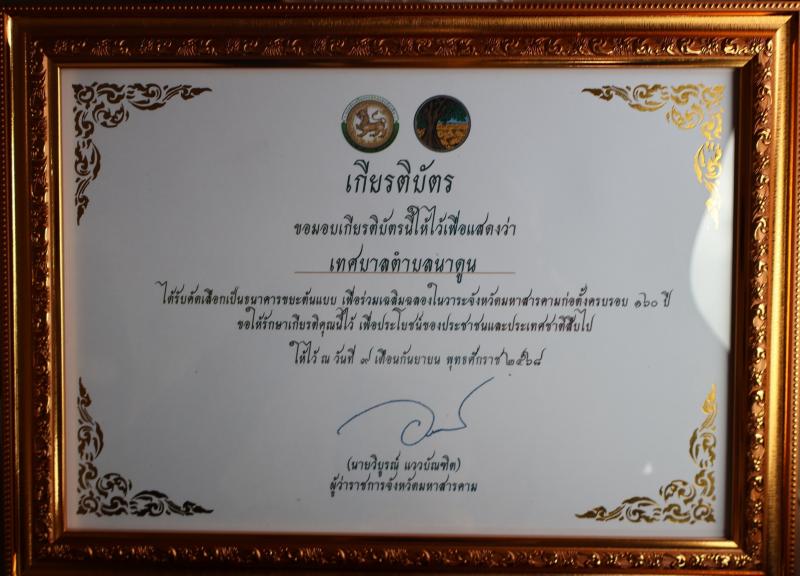 เกียรติบัตร
ขอมอบเกียรติบัตรนี้ให้ไว้เพื่อแสดงว่า
เทศบาลตำบลนาดูน
ได้รับคัดเลือกเป็นธนาคารขยะต้นแบบ เพื่อร่วมเฉลิมฉลองในวาระจังหวัดมหาสารคามก่อตั้งครบรอบ ๑๖๐ ปี
ขอให้รักษาเกียรติคุณนี้ไว้ เพื่อประโยชน์ของประชาชนและประเทศชาติสืบไป
ให้ไว้ ณ วันที่ ๙ เดือนกันยายน พุทธศักราช ๒๕๖๘
(นายวิบูรณ์ แววบัณฑิต)
ผู้ว่าราชการจังหวัดมหาสารคาม